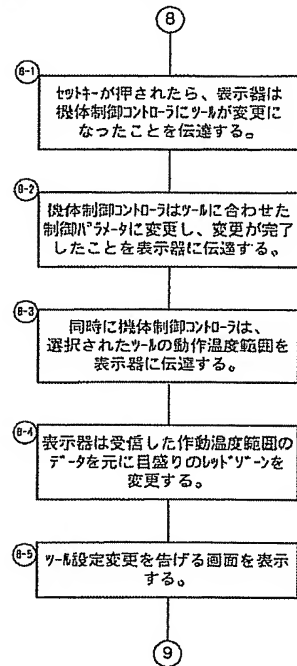 8
8-1
セットキーが押されたら、表示器は
機体制御コントローラにツールが変更に
なったことを伝達する。
8-2
機体制御コントローラはツールに合わせた
制御パラメータに変更し、変更が完了
したことを表示器に伝達する。
8-3
同時に機体制御コントローラは、
選択されたツールの動作温度範囲を
表示器に伝達する。
8-4
表示器は受信した作動温度範囲の
データを元に目盛りのレッドゾーンを
変更する。
8-5
ツール設定変更を告げる画面を表示
する。
9